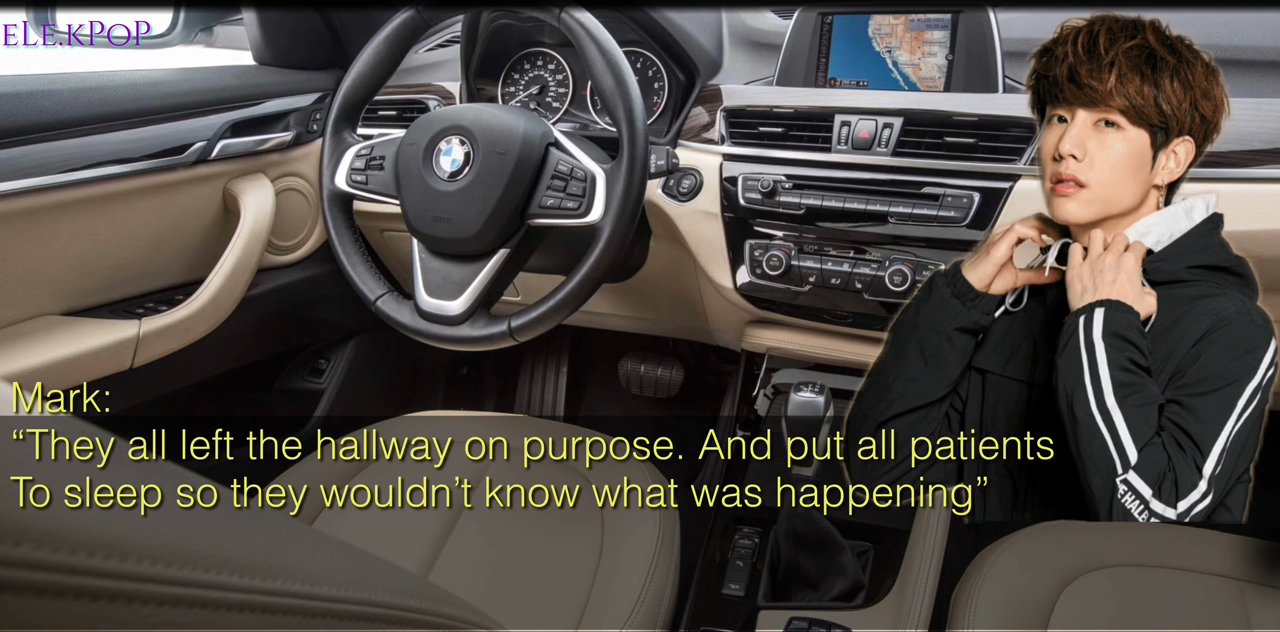 eLE.KPOP
BMW
Mark:
“They all left the hallway on purpose. And put all patients
To sleep so they wouldn’t know what was happening”